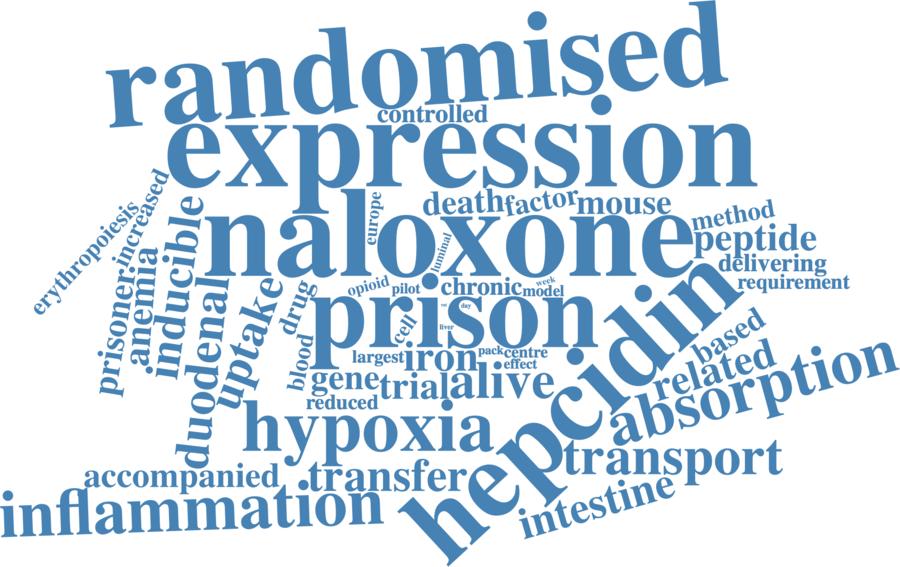 randomised
controlled
expression
europe
death
factor
mouse
naloxone
luminal
method
peptide
delivering
requirement
erythropoiesis
increased
inducible
anemia
prisoner
duodenal
uptake
drug
opioid
pilot
chronic
week
model
day
prison
cell
liver
blood
largest
iron
pack
centre
effect
gene
trial
alive
reduced
hypoxia
hepcidin
based
related
absorption
transport
accompanied
transfer
intestine
inflammation